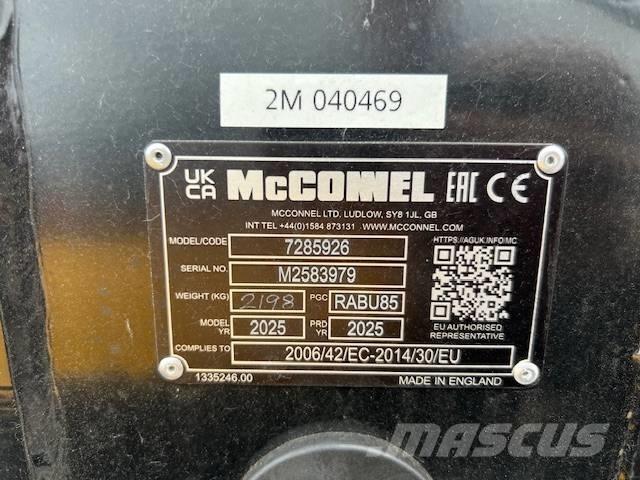 2M 040469
UK CA McCONNEL EAC CE
MCCONNEL LTD, LUDLOW, SY8 1JL, GB
INT TEL +44(0)1584 873131 WWW.MCCONNEL.COM
MODEL/CODE 7285926
HTTPS://AGUK.INFO/MC
SERIAL NO. M2583979
WEIGHT (KG) 2198 PGC RABU85
MODEL YR 2025 PRD YR 2025
EU AUTHORISED REPRESENTATIVE
COMPLIES TO 2006/42/EC-2014/30/EU
1335246.00 MADE IN ENGLAND
MASCUS